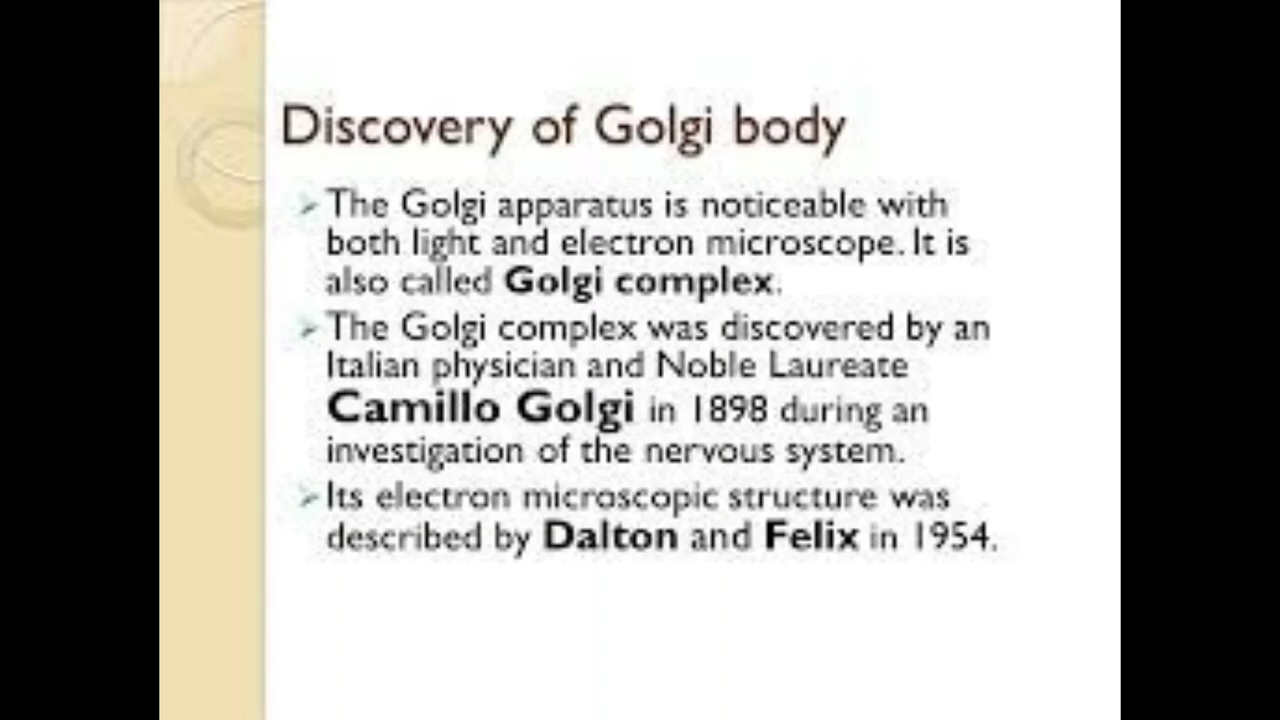 Discovery of Golgi body
➢The Golgi apparatus is noticeable with
both light and electron microscope. It is
also called Golgi complex.
➢The Golgi complex was discovered by an
Italian physician and Noble Laureate
Camillo Golgi in 1898 during an
investigation of the nervous system.
➢Its electron microscopic structure was
described by Dalton and Felix in 1954.